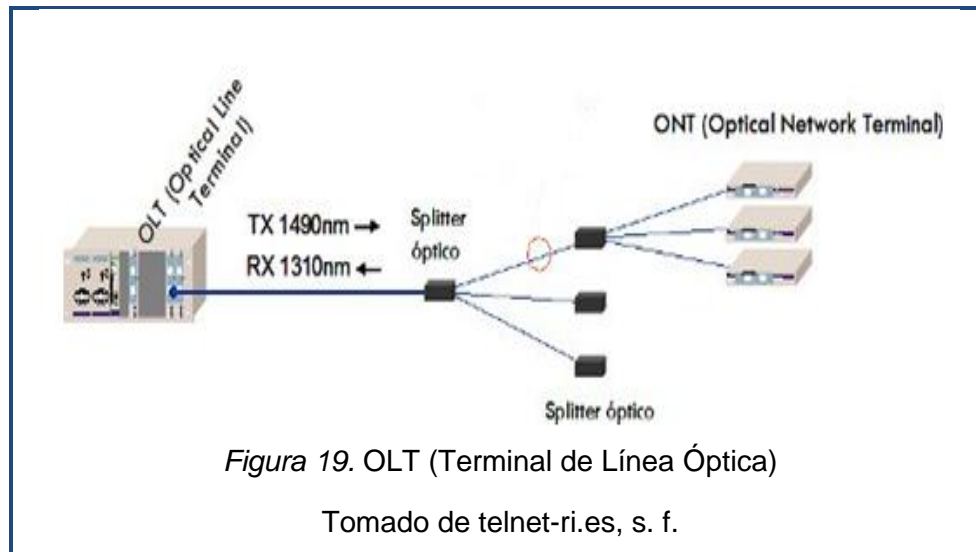 OLT (Optical Line
Terminal)
ONT (Optical Network Terminal)
TX 1490nm →
RX 1310nm ←
Splitter
óptico
Splitter óptico
Figura 19. OLT (Terminal de Línea Óptica)
Tomado de telnet-ri.es, s. f.